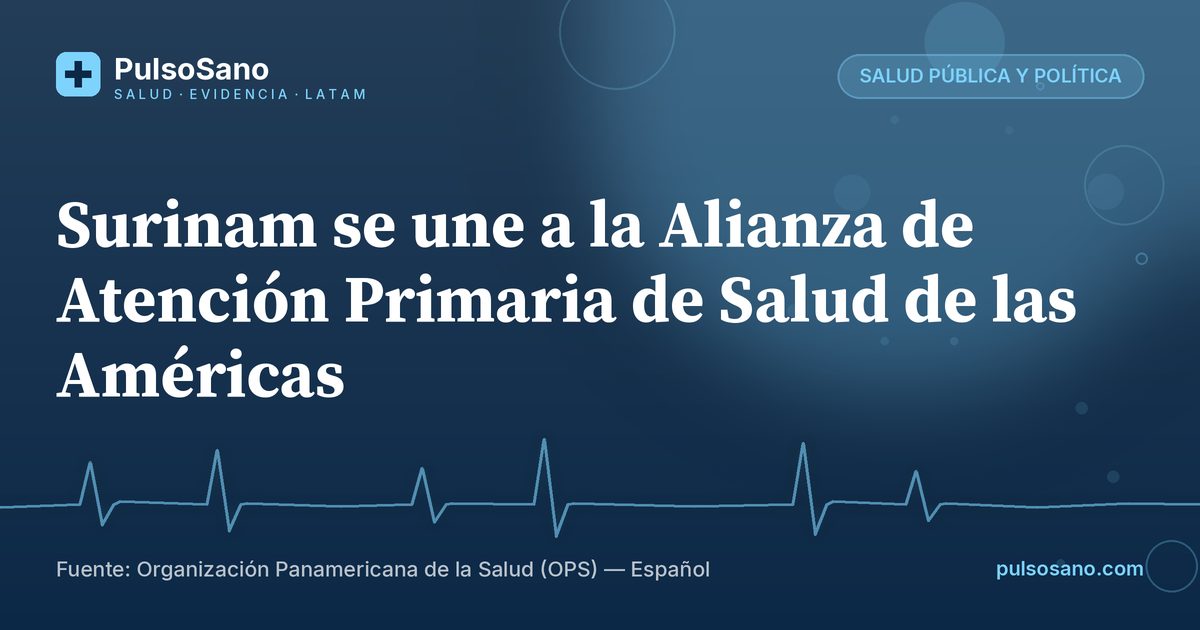 PulsoSano
SALUD · EVIDENCIA · LATAM
SALUD PÚBLICA Y POLÍTICA
Surinam se une a la Alianza de
Atención Primaria de Salud de las
Américas
Fuente: Organización Panamericana de la Salud (OPS) — Español
pulsosano.com